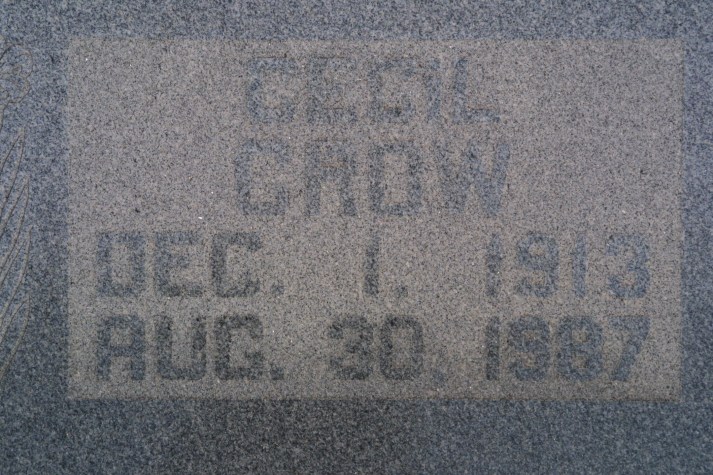 CECIL
CROW
DEC. 1. 1913
AUG. 30. 1987